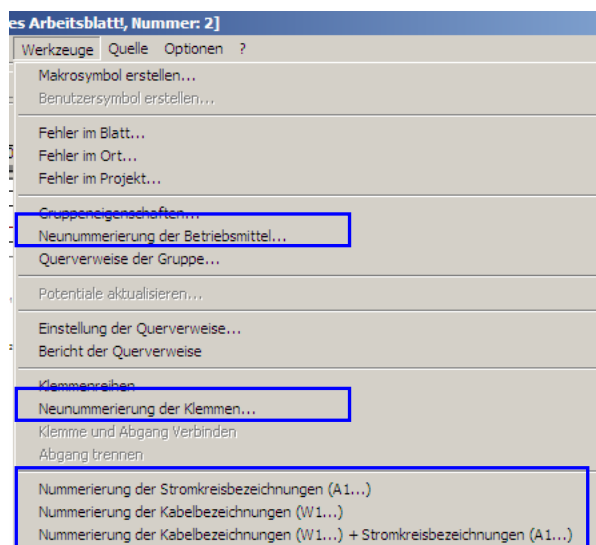 es Arbeitsblatt!, Nummer: 2]
Werkzeuge Quelle Optionen ?
Makrosymbol erstellen...
Benutzersymbol erstellen...
Fehler im Blatt...
Fehler im Ort...
Fehler im Projekt...
Gruppeneigenschaften...
Neunummerierung der Betriebsmittel...
Querverweise der Gruppe...
Potentiale aktualisieren...
Einstellung der Querverweise...
Bericht der Querverweise
Klemmenreihen
Neunummerierung der Klemmen...
Klemme und Abgang Verbinden
Abgang trennen
Nummerierung der Stromkreisbezeichnungen (A1...)
Nummerierung der Kabelbezeichnungen (W1...)
Nummerierung der Kabelbezeichnungen (W1...) + Stromkreisbezeichnungen (A1...)